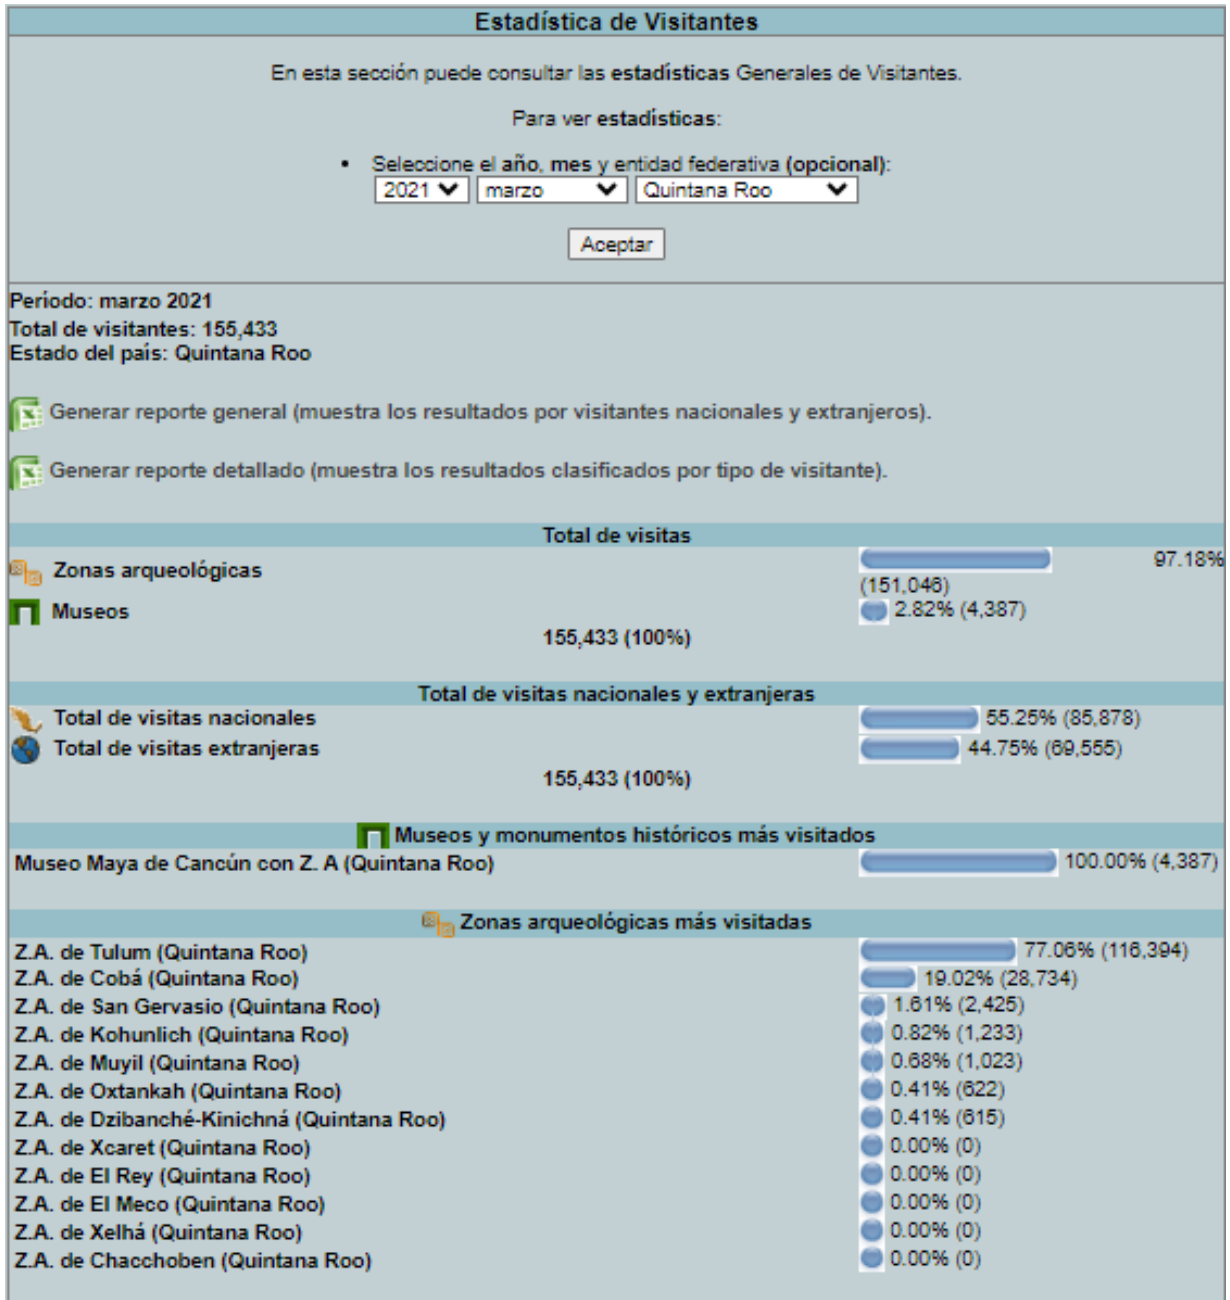 Estadística de Visitantes
En esta sección puede consultar las estadísticas Generales de Visitantes.
Para ver estadísticas:
• Seleccione el año, mes y entidad federativa (opcional):
2021 marzo Quintana Roo
Aceptar
Período: marzo 2021
Total de visitantes: 155,433
Estado del país: Quintana Roo
Generar reporte general (muestra los resultados por visitantes nacionales y extranjeros).
Generar reporte detallado (muestra los resultados clasificados por tipo de visitante).
Total de visitas
Zonas arqueológicas 97.18% (151,046)
Museos 2.82% (4,387)
155,433 (100%)
Total de visitas nacionales y extranjeras
Total de visitas nacionales 55.25% (85,878)
Total de visitas extranjeras 44.75% (69,555)
155,433 (100%)
Museos y monumentos históricos más visitados
Museo Maya de Cancún con Z. A (Quintana Roo) 100.00% (4,387)
Zonas arqueológicas más visitadas
Z.A. de Tulum (Quintana Roo) 77.06% (116,394)
Z.A. de Cobá (Quintana Roo) 19.02% (28,734)
Z.A. de San Gervasio (Quintana Roo) 1.61% (2,425)
Z.A. de Kohunlich (Quintana Roo) 0.82% (1,233)
Z.A. de Muyil (Quintana Roo) 0.68% (1,023)
Z.A. de Oxtankah (Quintana Roo) 0.41% (622)
Z.A. de Dzibanché-Kinichná (Quintana Roo) 0.41% (615)
Z.A. de Xcaret (Quintana Roo) 0.00% (0)
Z.A. de El Rey (Quintana Roo) 0.00% (0)
Z.A. de El Meco (Quintana Roo) 0.00% (0)
Z.A. de Xelhá (Quintana Roo) 0.00% (0)
Z.A. de Chacchoben (Quintana Roo) 0.00% (0)